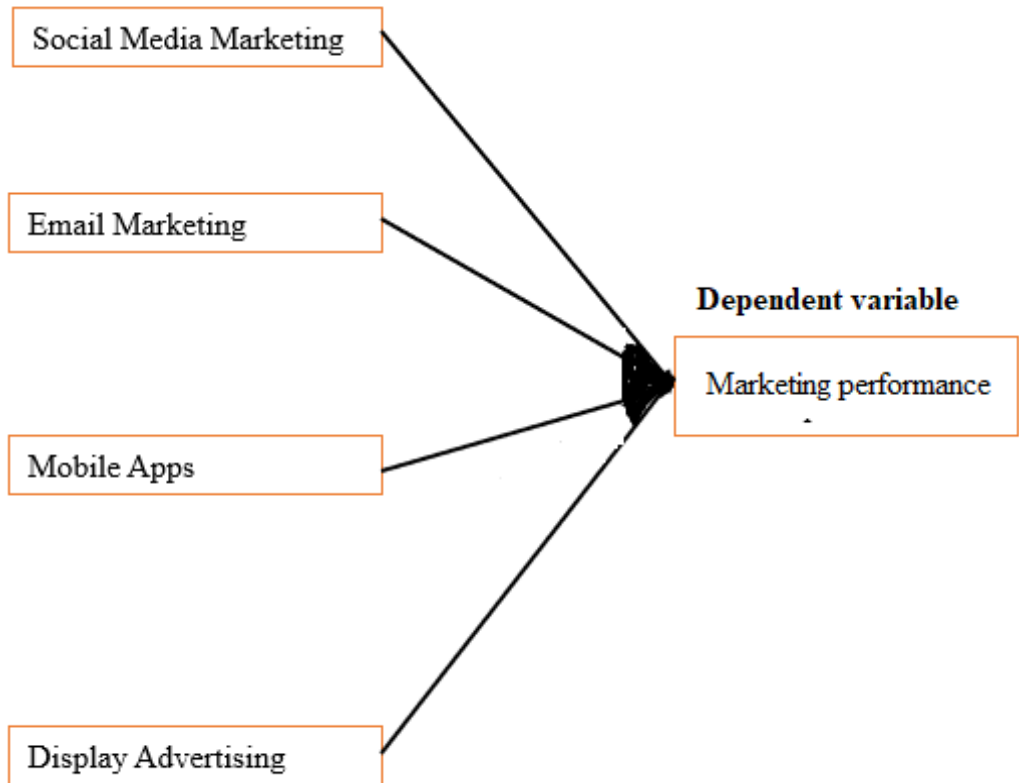 Social Media Marketing
Email Marketing
Dependent variable
Marketing performance
Mobile Apps
Display Advertising